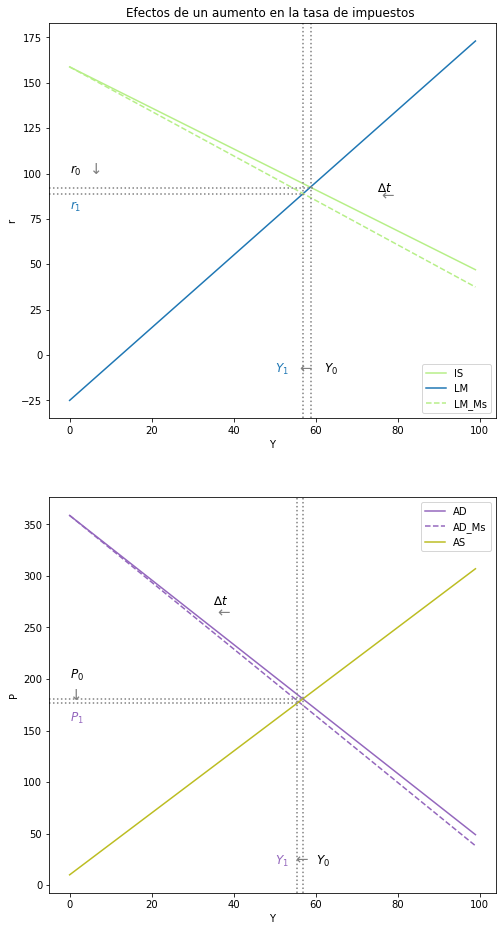 Efectos de un aumento en la tasa de impuestos
175
150
125
100
75
50
25
0
−25
r
r0 ↓
r1
Δt
←
Y1 ← Y0
IS
LM
LM_Ms
0 20 40 60 80 100
Y
350
300
250
200
150
100
50
0
P
AD
AD_Ms
AS
Δt
←
P0
↓
P1
Y1 ← Y0
0 20 40 60 80 100
Y